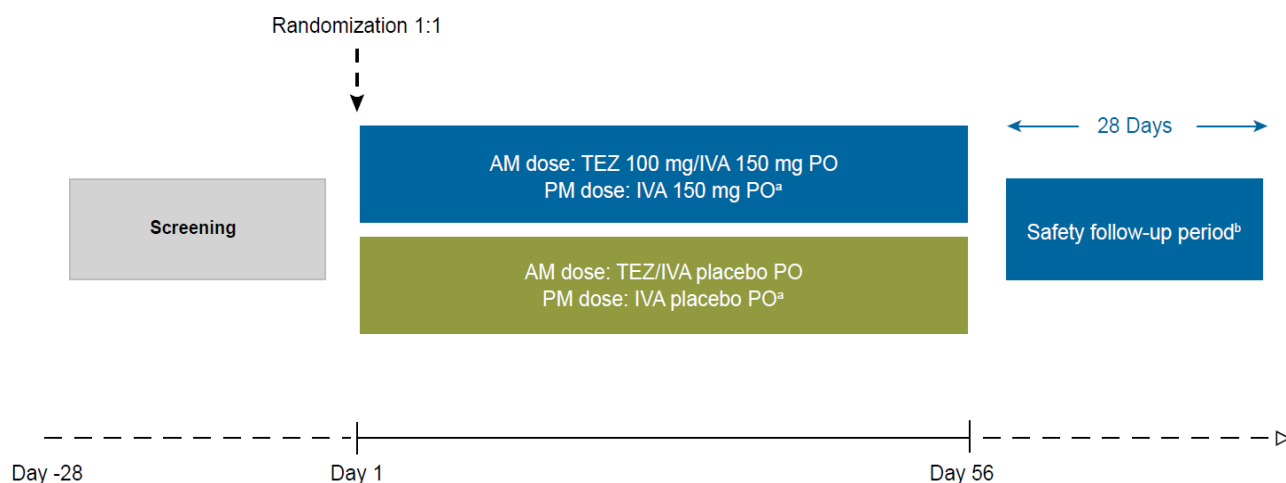 Randomization 1:1
28 Days
AM dose: TEZ 100 mg/IVA 150 mg PO
PM dose: IVA 150 mg POᵃ
Screening
Safety follow-up periodᵇ
AM dose: TEZ/IVA placebo PO
PM dose: IVA placebo POᵃ
Day -28
Day 1
Day 56